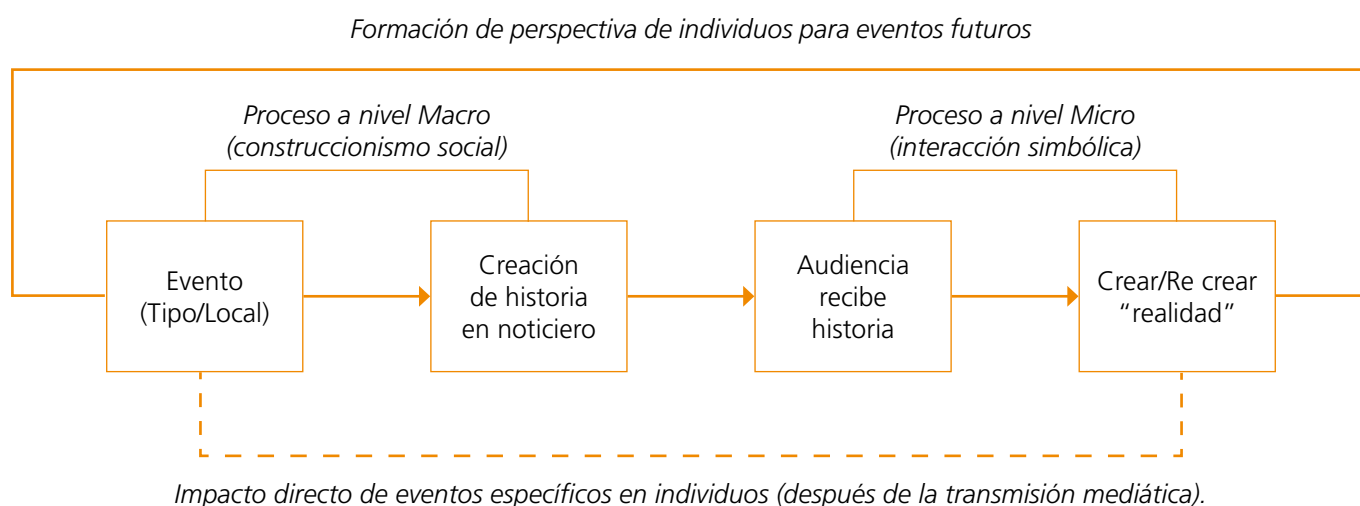 Formación de perspectiva de individuos para eventos futuros
Proceso a nivel Macro
(construccionismo social)
Proceso a nivel Micro
(interacción simbólica)
Evento
(Tipo/Local)
Creación
de historia
en noticiero
Audiencia
recibe
historia
Crear/Re crear
“realidad”
Impacto directo de eventos específicos en individuos (después de la transmisión mediática).